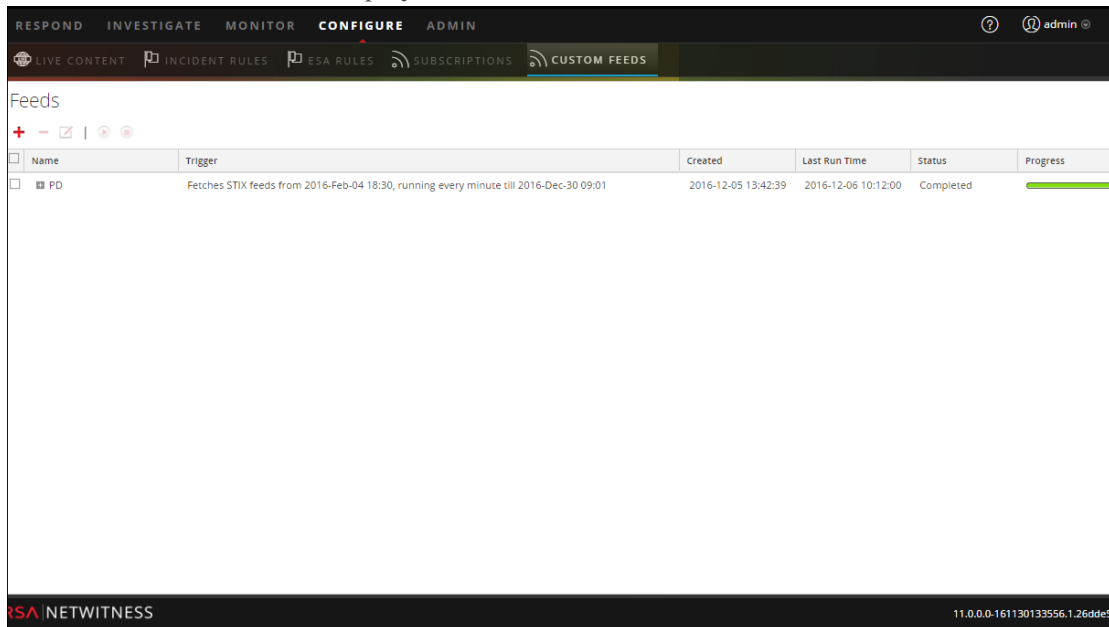 RESPOND INVESTIGATE MONITOR CONFIGURE ADMIN admin
LIVE CONTENT INCIDENT RULES ESA RULES SUBSCRIPTIONS CUSTOM FEEDS
Feeds
Name Trigger Created Last Run Time Status Progress
PD Fetches STIX feeds from 2016-Feb-04 18:30, running every minute till 2016-Dec-30 09:01 2016-12-05 13:42:39 2016-12-06 10:12:00 Completed
RSA NETWITNESS 11.0.0.0-161130133556.1.26dde5